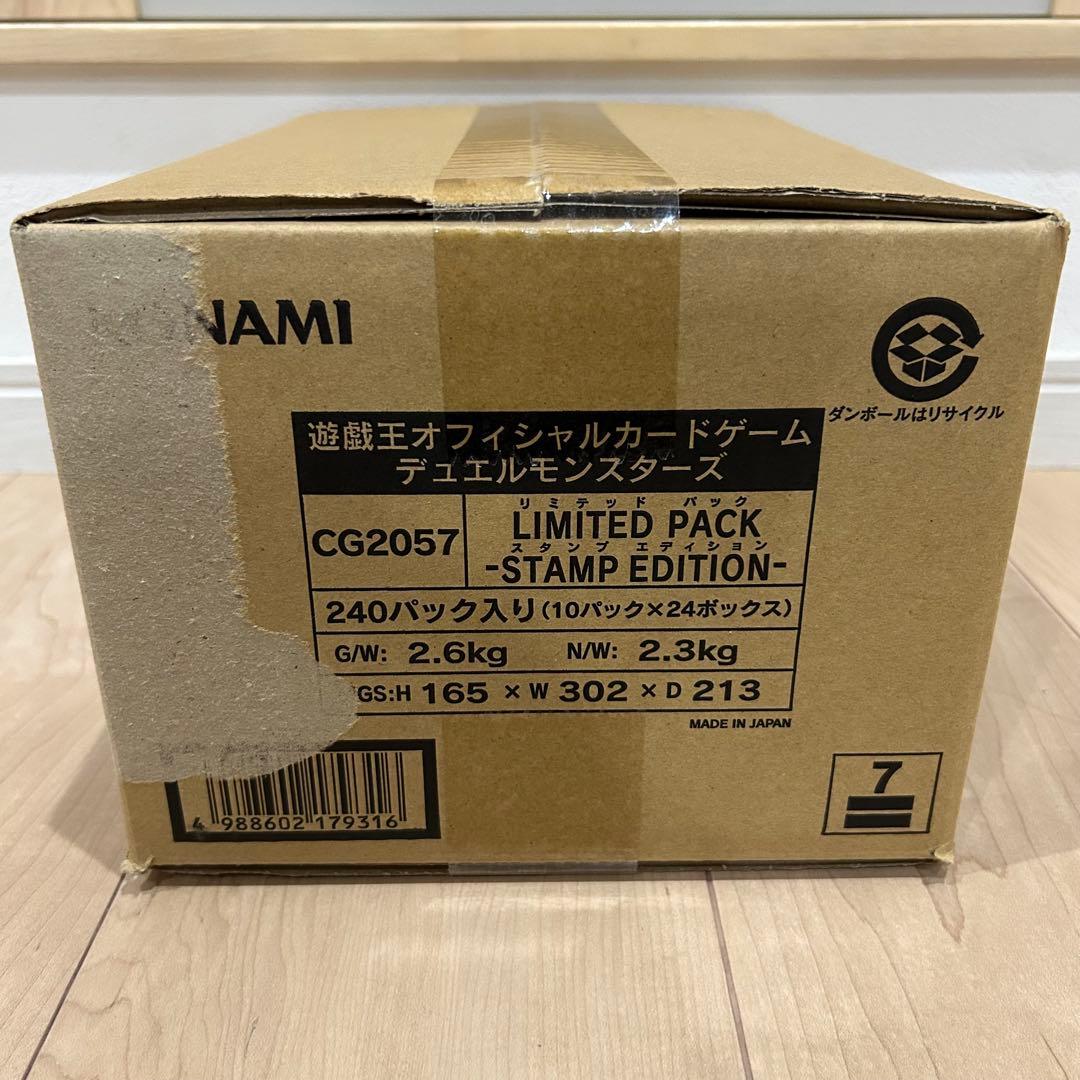 NAMI
ダンボールはリサイクル
遊戯王オフィシャルカードゲーム
デュエルモンスターズ
CG2057
リミテッド パック
LIMITED PACK
スタンプ エディション
-STAMP EDITION-
240パック入り(10パック×24ボックス)
G/W: 2.6kg N/W: 2.3kg
GS:H 165 × W 302 × D 213
MADE IN JAPAN
4 988602 179316
7